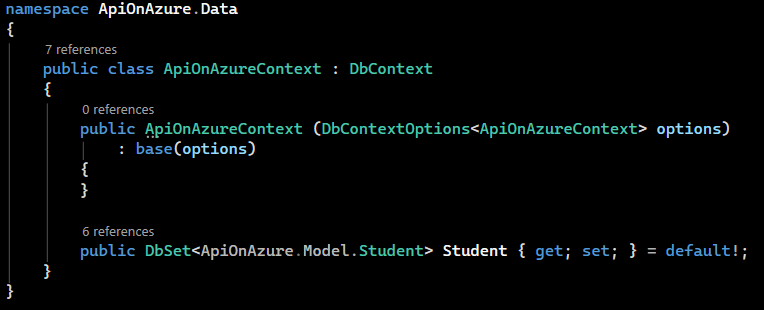 namespace ApiOnAzure.Data
{
7 references
public class ApiOnAzureContext : DbContext
{
0 references
public ApiOnAzureContext (DbContextOptions<ApiOnAzureContext> options)
: base(options)
{
}
6 references
public DbSet<ApiOnAzure.Model.Student> Student { get; set; } = default!;
}
}